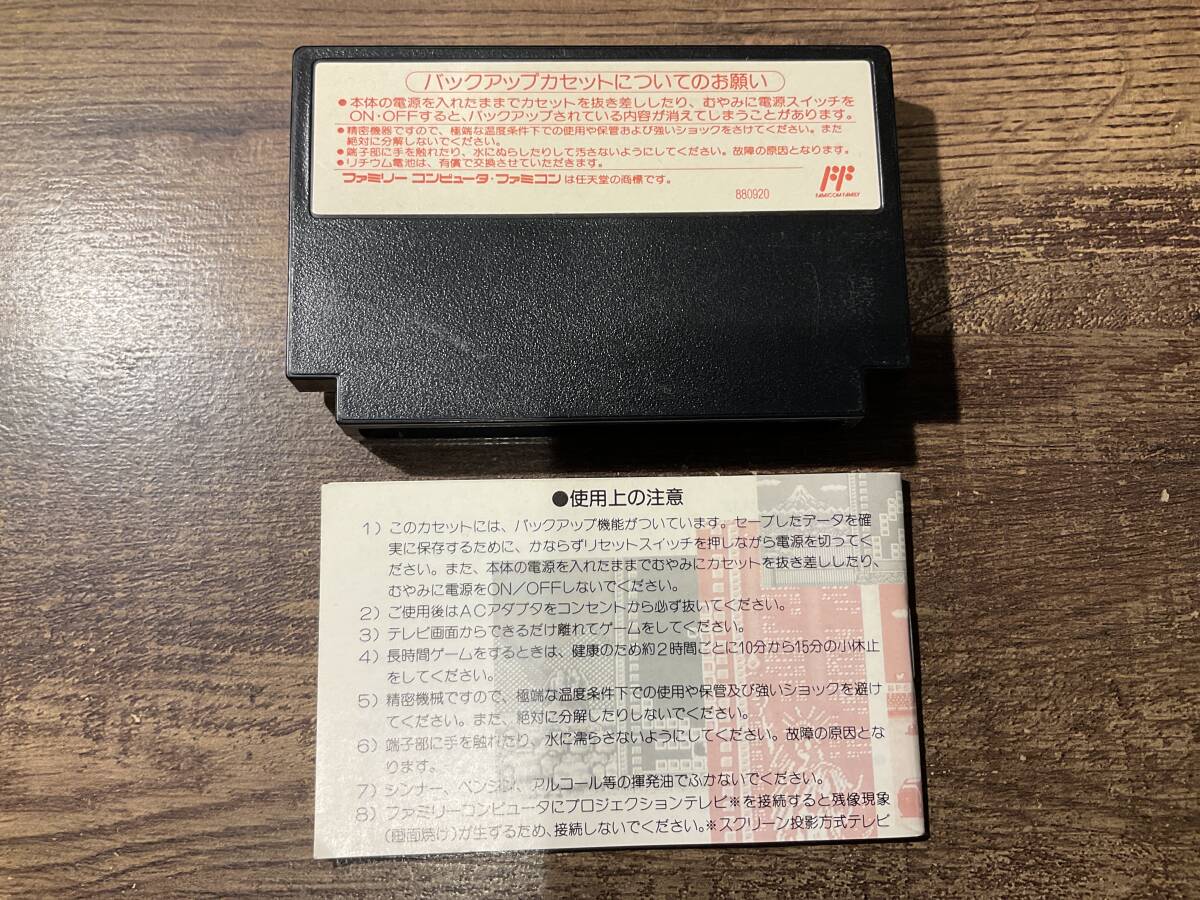 バックアップカセットについてのお願い
●本体の電源を入れたままでカセットを抜き差ししたり、むやみに電源スイッチを
ON・OFFすると、バックアップされている内容が消えてしまうことがあります。
●精密機器ですので、極端な温度条件下での使用や保管および強いショックをさけてください。また
絶対に分解しないでください。
●端子部に手を触れたり、水にぬらしたりして汚さないようにしてください。故障の原因となります。
●リチウム電池は、有償で交換させていただきます。
ファミリーコンピュータ・ファミコンは任天堂の商標です。
880920
FAMICOM FAMILY
●使用上の注意
1）このカセットには、バックアップ機能がついています。セーブしたデータを確
実に保存するために、かならずリセットスイッチを押しながら電源を切ってく
ださい。また、本体の電源を入れたままでむやみにカセットを抜き差ししたり、
むやみに電源をON／OFFしないでください。
2）ご使用後はACアダプタをコンセントから必ず抜いてください。
3）テレビ画面からできるだけ離れてゲームをしてください。
4）長時間ゲームをするときは、健康のため約2時間ごとに10分から15分の小休止
をしてください。
5）精密機械ですので、極端な温度条件下での使用や保管及び強いショックを避け
てください。また、絶対に分解したりしないでください。
6）端子部に手を触れたり、水に濡らさないようにしてください。故障の原因とな
ります。
7）シンナー、ベンジン、アルコール等の揮発油でふかないでください。
8）ファミリーコンピュータにプロジェクションテレビ※を接続すると残像現象
（画面焼け）が生ずるため、接続しないでください。※スクリーン投影方式テレビ